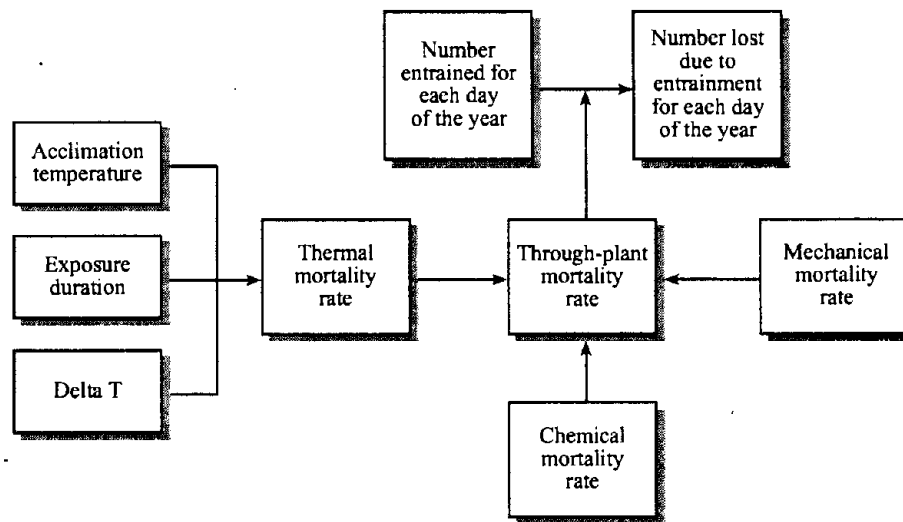 Number
entrained for
each day
of the year
Number lost
due to
entrainment
for each day
of the year
Acclimation
temperature
Exposure
duration
Delta T
Thermal
mortality
rate
Through-plant
mortality
rate
Mechanical
mortality
rate
Chemical
mortality
rate